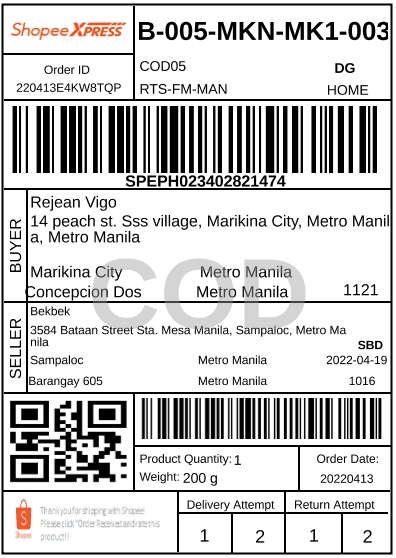 Shopee XPRESS
B-005-MKN-MK1-003
Order ID
220413E4KW8TQP
COD05
DG
RTS-FM-MAN
HOME
SPEPH023402821474
BUYER
Rejean Vigo
14 peach st. Sss village, Marikina City, Metro Manil
a, Metro Manila
Marikina City Metro Manila
Concepcion Dos Metro Manila 1121
COD
SELLER
Bekbek
3584 Bataan Street Sta. Mesa Manila, Sampaloc, Metro Ma
nila
SBD
Sampaloc Metro Manila 2022-04-19
Barangay 605 Metro Manila 1016
Product Quantity: 1
Weight: 200 g
Order Date:
20220413
Shopee
Thank you for shipping with Shopee!
Please click "Order Received and rate this
product!!
Delivery Attempt Return Attempt
1 2 1 2